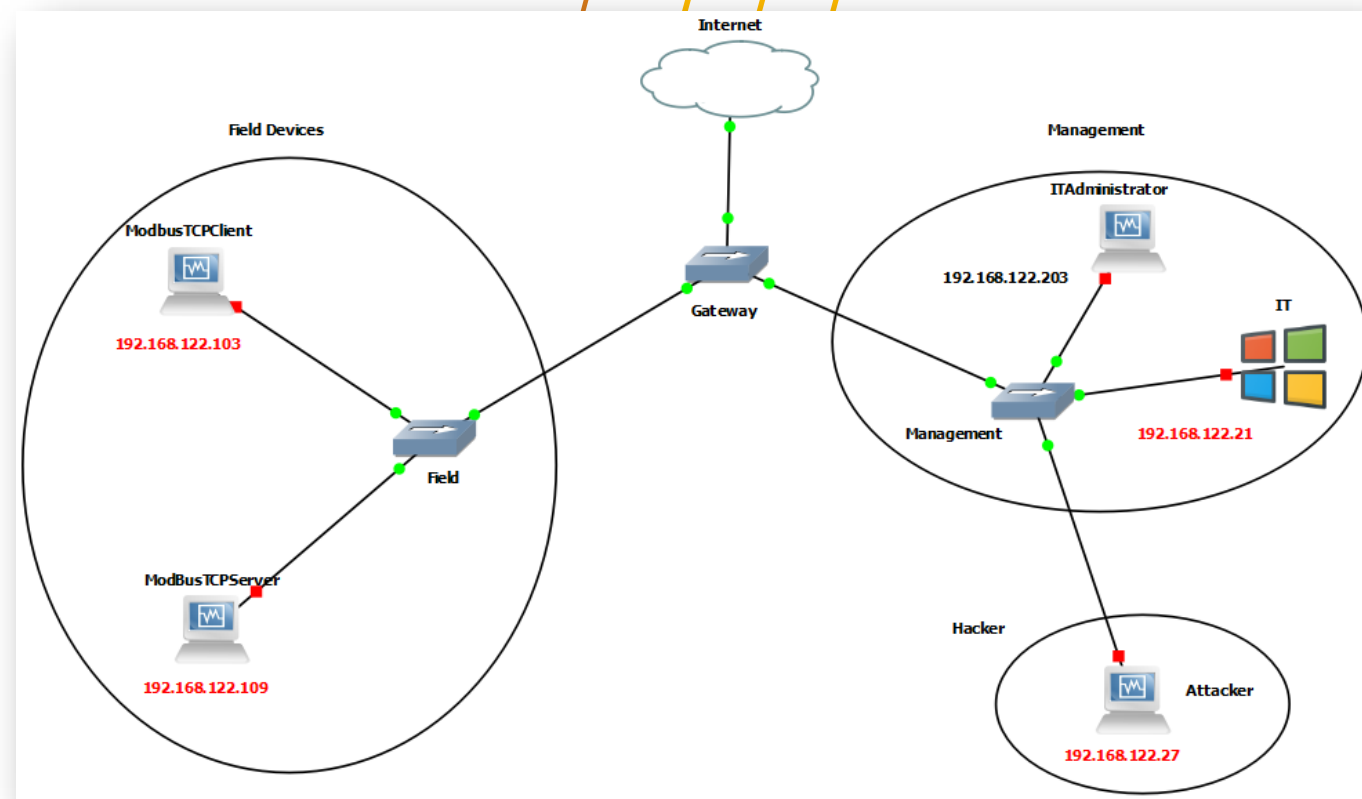 Internet
Field Devices
Management
ITAdministrator
ModbusTCPClient
192.168.122.203
IT
Gateway
192.168.122.103
Management
192.168.122.21
Field
ModBusTCPServer
Hacker
192.168.122.109
Attacker
192.168.122.27